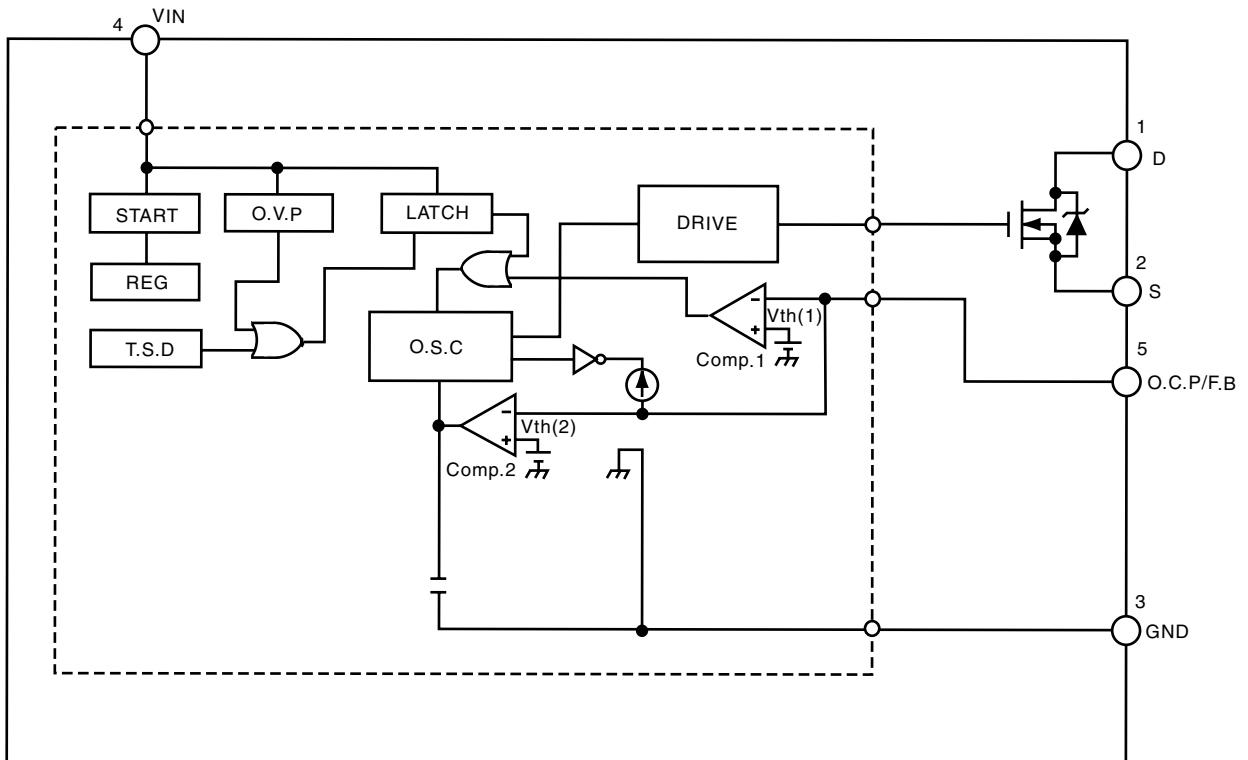 4 VIN
1
D
START
O.V.P
LATCH
DRIVE
REG
2
S
Vth(1)
-
+
T.S.D
O.S.C
Comp.1
5
O.C.P/F.B
-
Vth(2)
+
Comp.2
3
GND